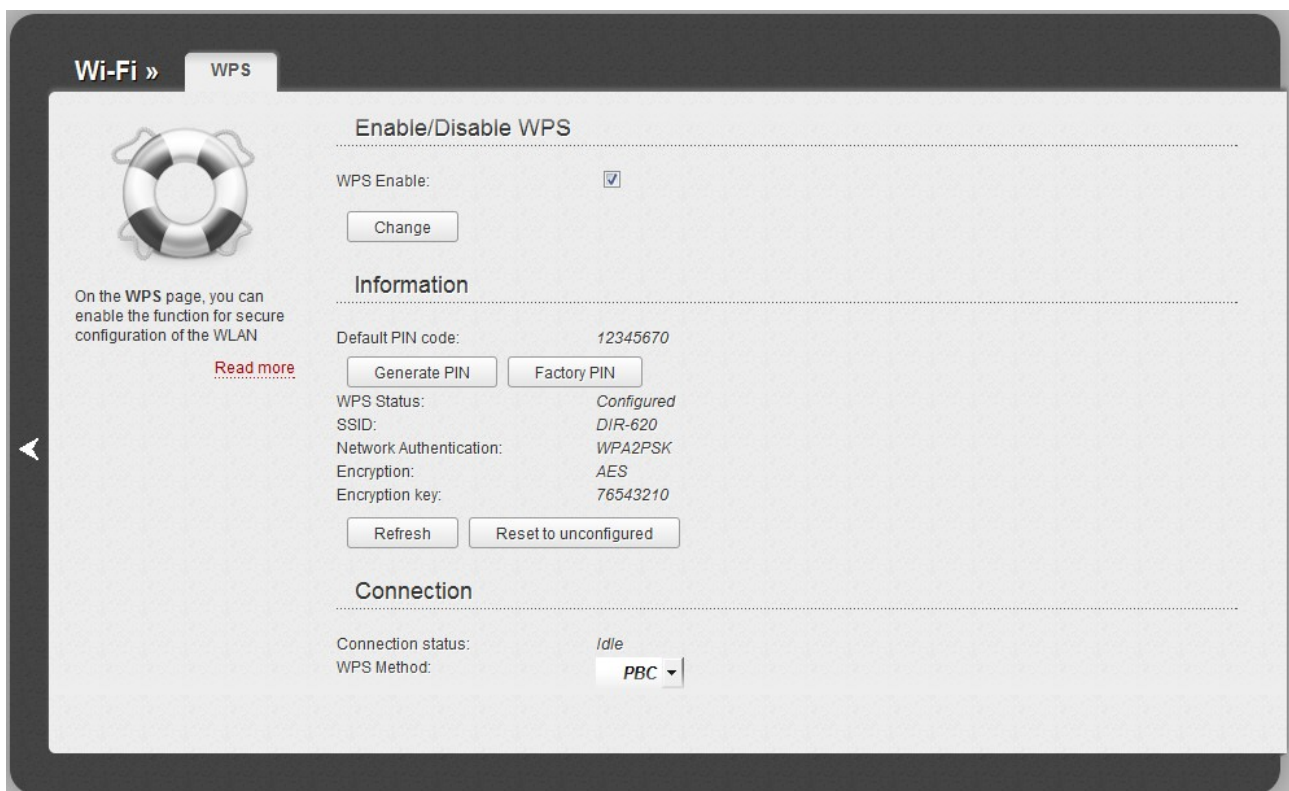 Wi-Fi » WPS
On the WPS page, you can
enable the function for secure
configuration of the WLAN
Read more
Enable/Disable WPS
WPS Enable:
Change
Information
Default PIN code: 12345670
Generate PIN Factory PIN
WPS Status: Configured
SSID: DIR-620
Network Authentication: WPA2PSK
Encryption: AES
Encryption key: 76543210
Refresh Reset to unconfigured
Connection
Connection status: Idle
WPS Method: PBC